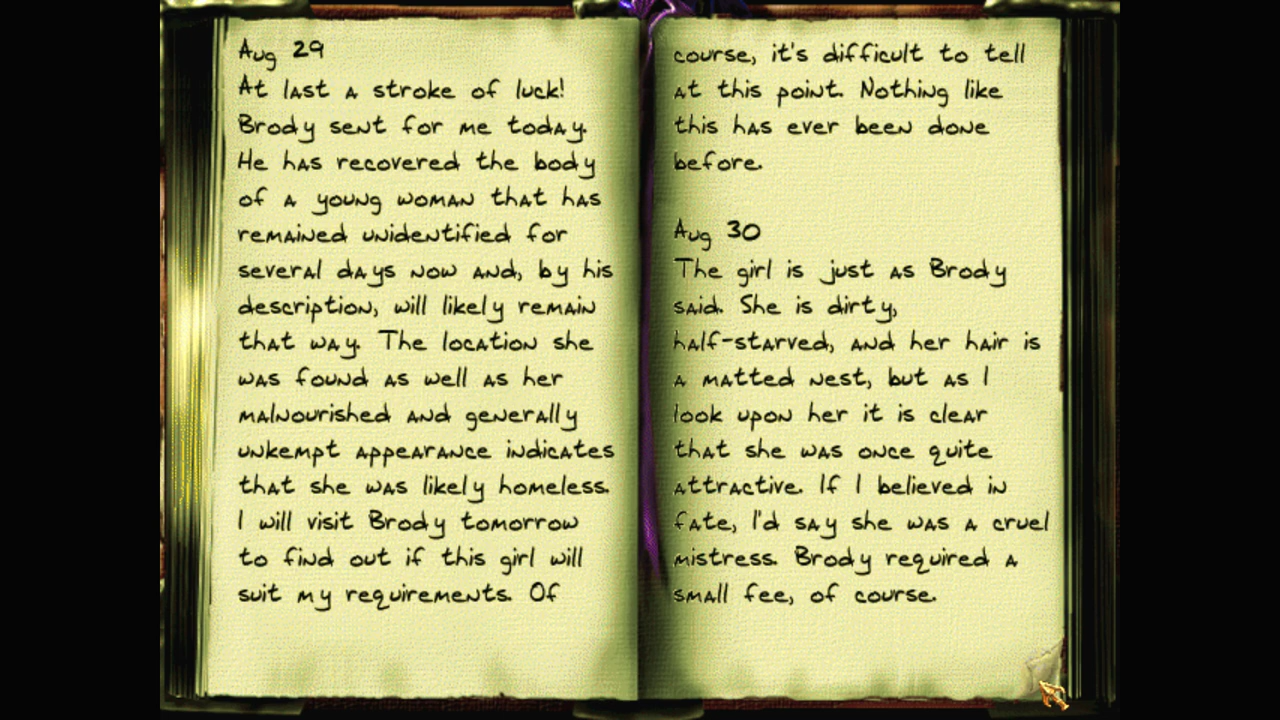 Aug 29
At last a stroke of luck!
Brody sent for me today.
He has recovered the body
of a young woman that has
remained unidentified for
several days now and, by his
description, will likely remain
that way. The location she
was found as well as her
malnourished and generally
unkempt appearance indicates
that she was likely homeless.
I will visit Brody tomorrow
to find out if this girl will
suit my requirements. Of
course, it's difficult to tell
at this point. Nothing like
this has ever been done
before.
Aug 30
The girl is just as Brody
said. She is dirty,
half-starved, and her hair is
a matted nest, but as I
look upon her it is clear
that she was once quite
attractive. If I believed in
fate, I'd say she was a cruel
mistress. Brody required a
small fee, of course.